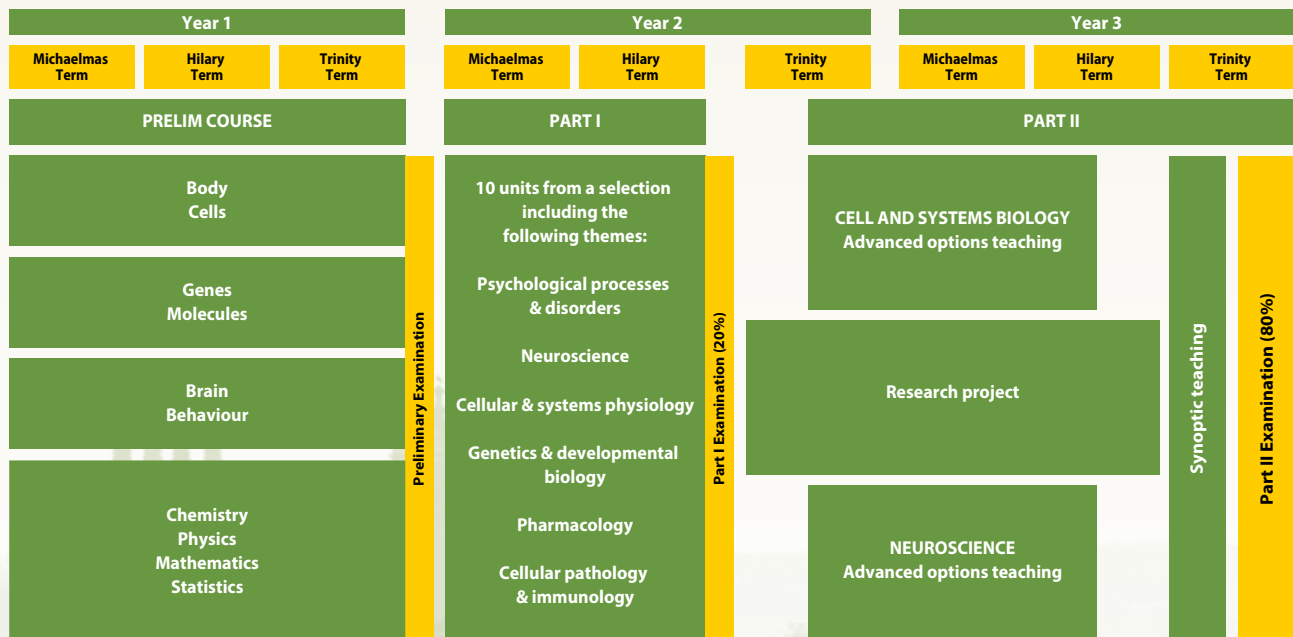 Year 1
Year 2
Year 3
Michaelmas
Term
Hilary
Term
Trinity
Term
Michaelmas
Term
Hilary
Term
Trinity
Term
Michaelmas
Term
Hilary
Term
Trinity
Term
PRELIM COURSE
PART I
PART II
Body
Cells
Genes
Molecules
Brain
Behaviour
Chemistry
Physics
Mathematics
Statistics
Preliminary Examination
10 units from a selection
including the
following themes:
Psychological processes
& disorders
Neuroscience
Cellular & systems physiology
Genetics & developmental
biology
Pharmacology
Cellular pathology
& immunology
Part I Examination (20%)
CELL AND SYSTEMS BIOLOGY
Advanced options teaching
Research project
NEUROSCIENCE
Advanced options teaching
Synoptic teaching
Part II Examination (80%)